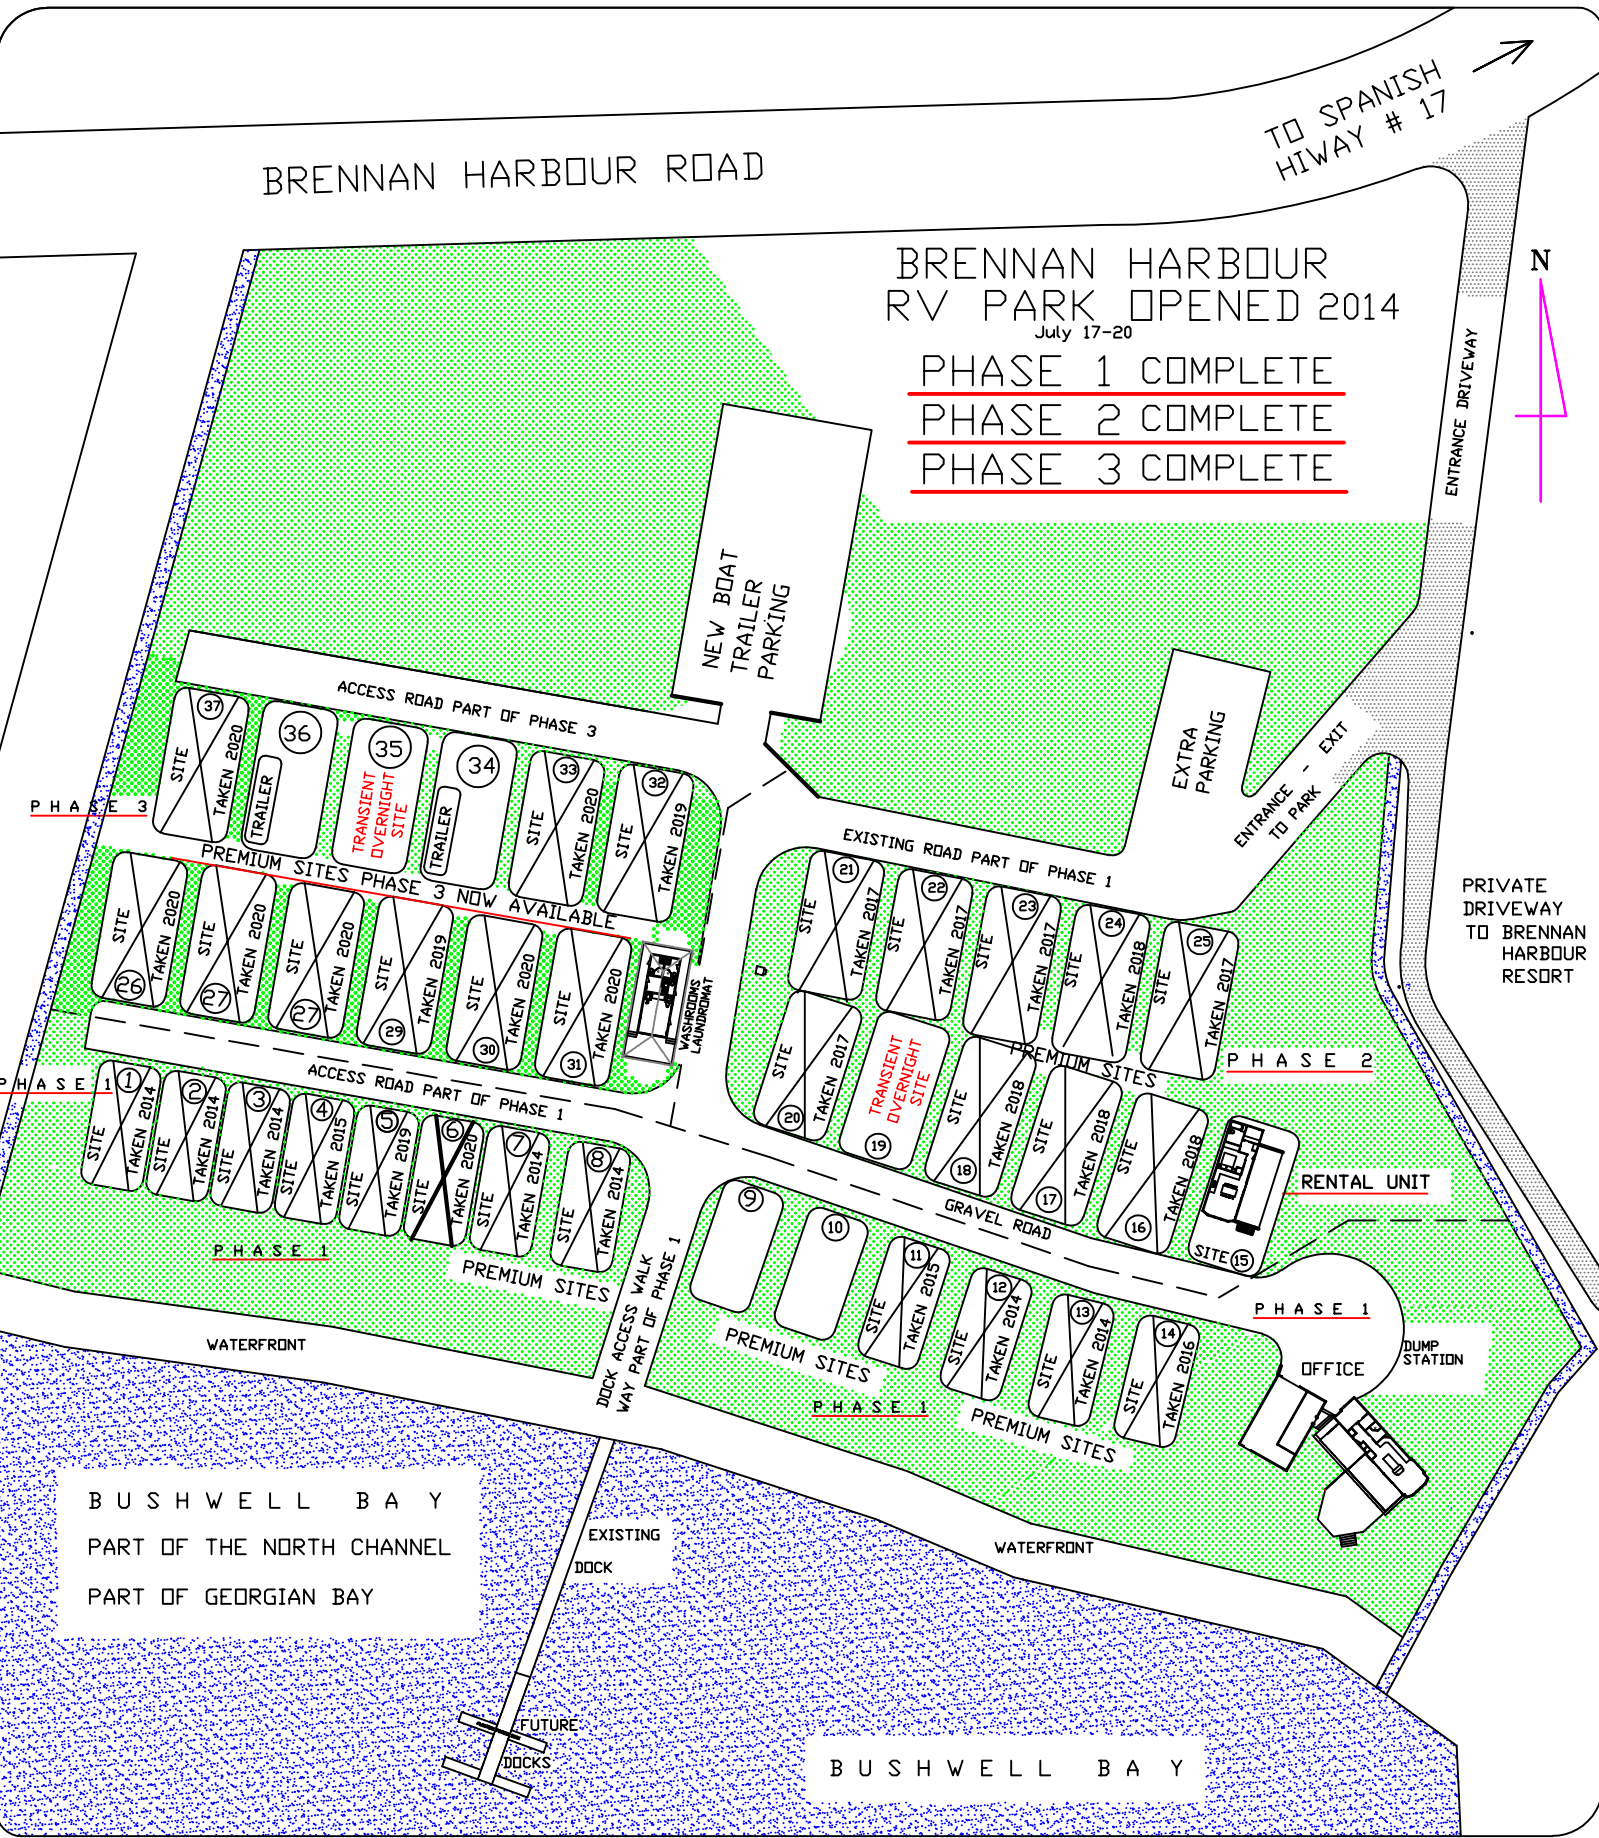 TO SPANISH
HIWAY # 17
BRENNAN HARBOUR ROAD
N
BRENNAN HARBOUR
RV PARK OPENED 2014
July 17-20
PHASE 1 COMPLETE
PHASE 2 COMPLETE
PHASE 3 COMPLETE
ENTRANCE DRIVEWAY
NEW BOAT
TRAILER
PARKING
EXTRA
PARKING
ENTRANCE - EXIT
TO PARK
PRIVATE
DRIVEWAY
TO BRENNAN
HARBOUR
RESORT
ACCESS ROAD PART OF PHASE 3
37
SITE
TAKEN 2020
36
TRAILER
35
TRANSIENT
OVERNIGHT
SITE
34
TRAILER
33
SITE
TAKEN 2020
32
SITE
TAKEN 2019
PHASE 3
PREMIUM SITES PHASE 3 NOW AVAILABLE
SITE
TAKEN 2020
26
SITE
TAKEN 2020
27
SITE
TAKEN 2020
27
SITE
TAKEN 2019
29
SITE
TAKEN 2020
30
SITE
TAKEN 2020
31
WASHROOMS
LAUNDROMAT
EXISTING ROAD PART OF PHASE 1
21
SITE
TAKEN 2017
22
SITE
TAKEN 2017
23
SITE
TAKEN 2017
24
SITE
TAKEN 2018
25
SITE
TAKEN 2017
PREMIUM SITES
PHASE 2
SITE
TAKEN 2017
20
TRANSIENT
OVERNIGHT
SITE
19
SITE
TAKEN 2018
18
SITE
TAKEN 2018
17
SITE
TAKEN 2018
16
SITE 15
RENTAL UNIT
ACCESS ROAD PART OF PHASE 1
PHASE 1
1
SITE
TAKEN 2014
2
SITE
TAKEN 2014
3
SITE
TAKEN 2014
4
SITE
TAKEN 2015
5
SITE
TAKEN 2019
6
SITE
TAKEN 2020
7
SITE
TAKEN 2014
8
SITE
TAKEN 2014
PHASE 1
PREMIUM SITES
GRAVEL ROAD
DOCK ACCESS WALK
WAY PART OF PHASE 1
9
10
11
SITE
TAKEN 2015
12
SITE
TAKEN 2014
13
SITE
TAKEN 2014
14
SITE
TAKEN 2016
PHASE 1
PREMIUM SITES
PHASE 1
PREMIUM SITES
OFFICE
DUMP
STATION
WATERFRONT
WATERFRONT
BUSHWELL BAY
PART OF THE NORTH CHANNEL
PART OF GEORGIAN BAY
EXISTING
DOCK
FUTURE
DOCKS
BUSHWELL BAY